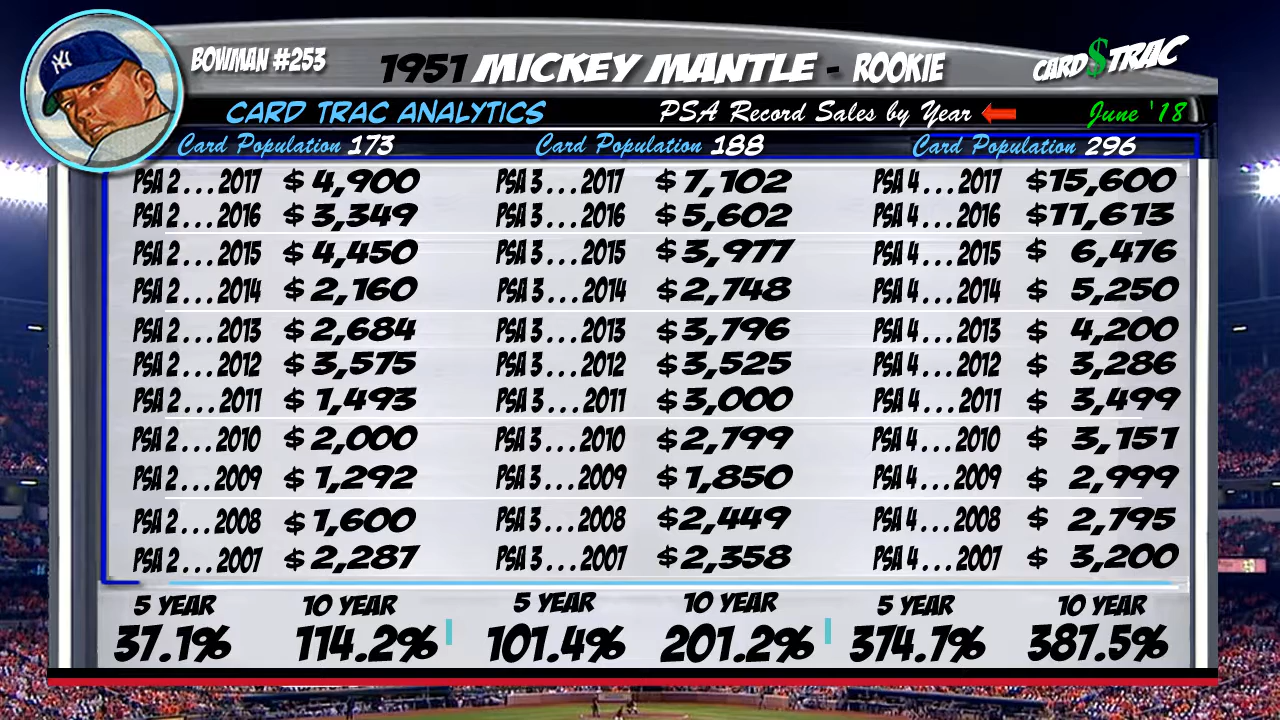 BOWMAN #253 1951 MICKEY MANTLE - ROOKIE CARD $ TRAC
CARD TRAC ANALYTICS PSA Record Sales by Year June '18
Card Population 173 Card Population 188 Card Population 296
PSA 2...2017 $ 4,900 PSA 3...2017 $ 7,102 PSA 4...2017 $15,600
PSA 2...2016 $ 3,349 PSA 3...2016 $ 5,602 PSA 4...2016 $11,613
PSA 2...2015 $ 4,450 PSA 3...2015 $ 3,977 PSA 4...2015 $ 6,476
PSA 2...2014 $ 2,160 PSA 3...2014 $ 2,748 PSA 4...2014 $ 5,250
PSA 2...2013 $ 2,684 PSA 3...2013 $ 3,796 PSA 4...2013 $ 4,200
PSA 2...2012 $ 3,575 PSA 3...2012 $ 3,525 PSA 4...2012 $ 3,286
PSA 2...2011 $ 1,493 PSA 3...2011 $ 3,000 PSA 4...2011 $ 3,499
PSA 2...2010 $ 2,000 PSA 3...2010 $ 2,799 PSA 4...2010 $ 3,151
PSA 2...2009 $ 1,292 PSA 3...2009 $ 1,850 PSA 4...2009 $ 2,999
PSA 2...2008 $ 1,600 PSA 3...2008 $ 2,449 PSA 4...2008 $ 2,795
PSA 2...2007 $ 2,287 PSA 3...2007 $ 2,358 PSA 4...2007 $ 3,200
5 YEAR 10 YEAR 5 YEAR 10 YEAR 5 YEAR 10 YEAR
37.1% 114.2% 101.4% 201.2% 374.7% 387.5%